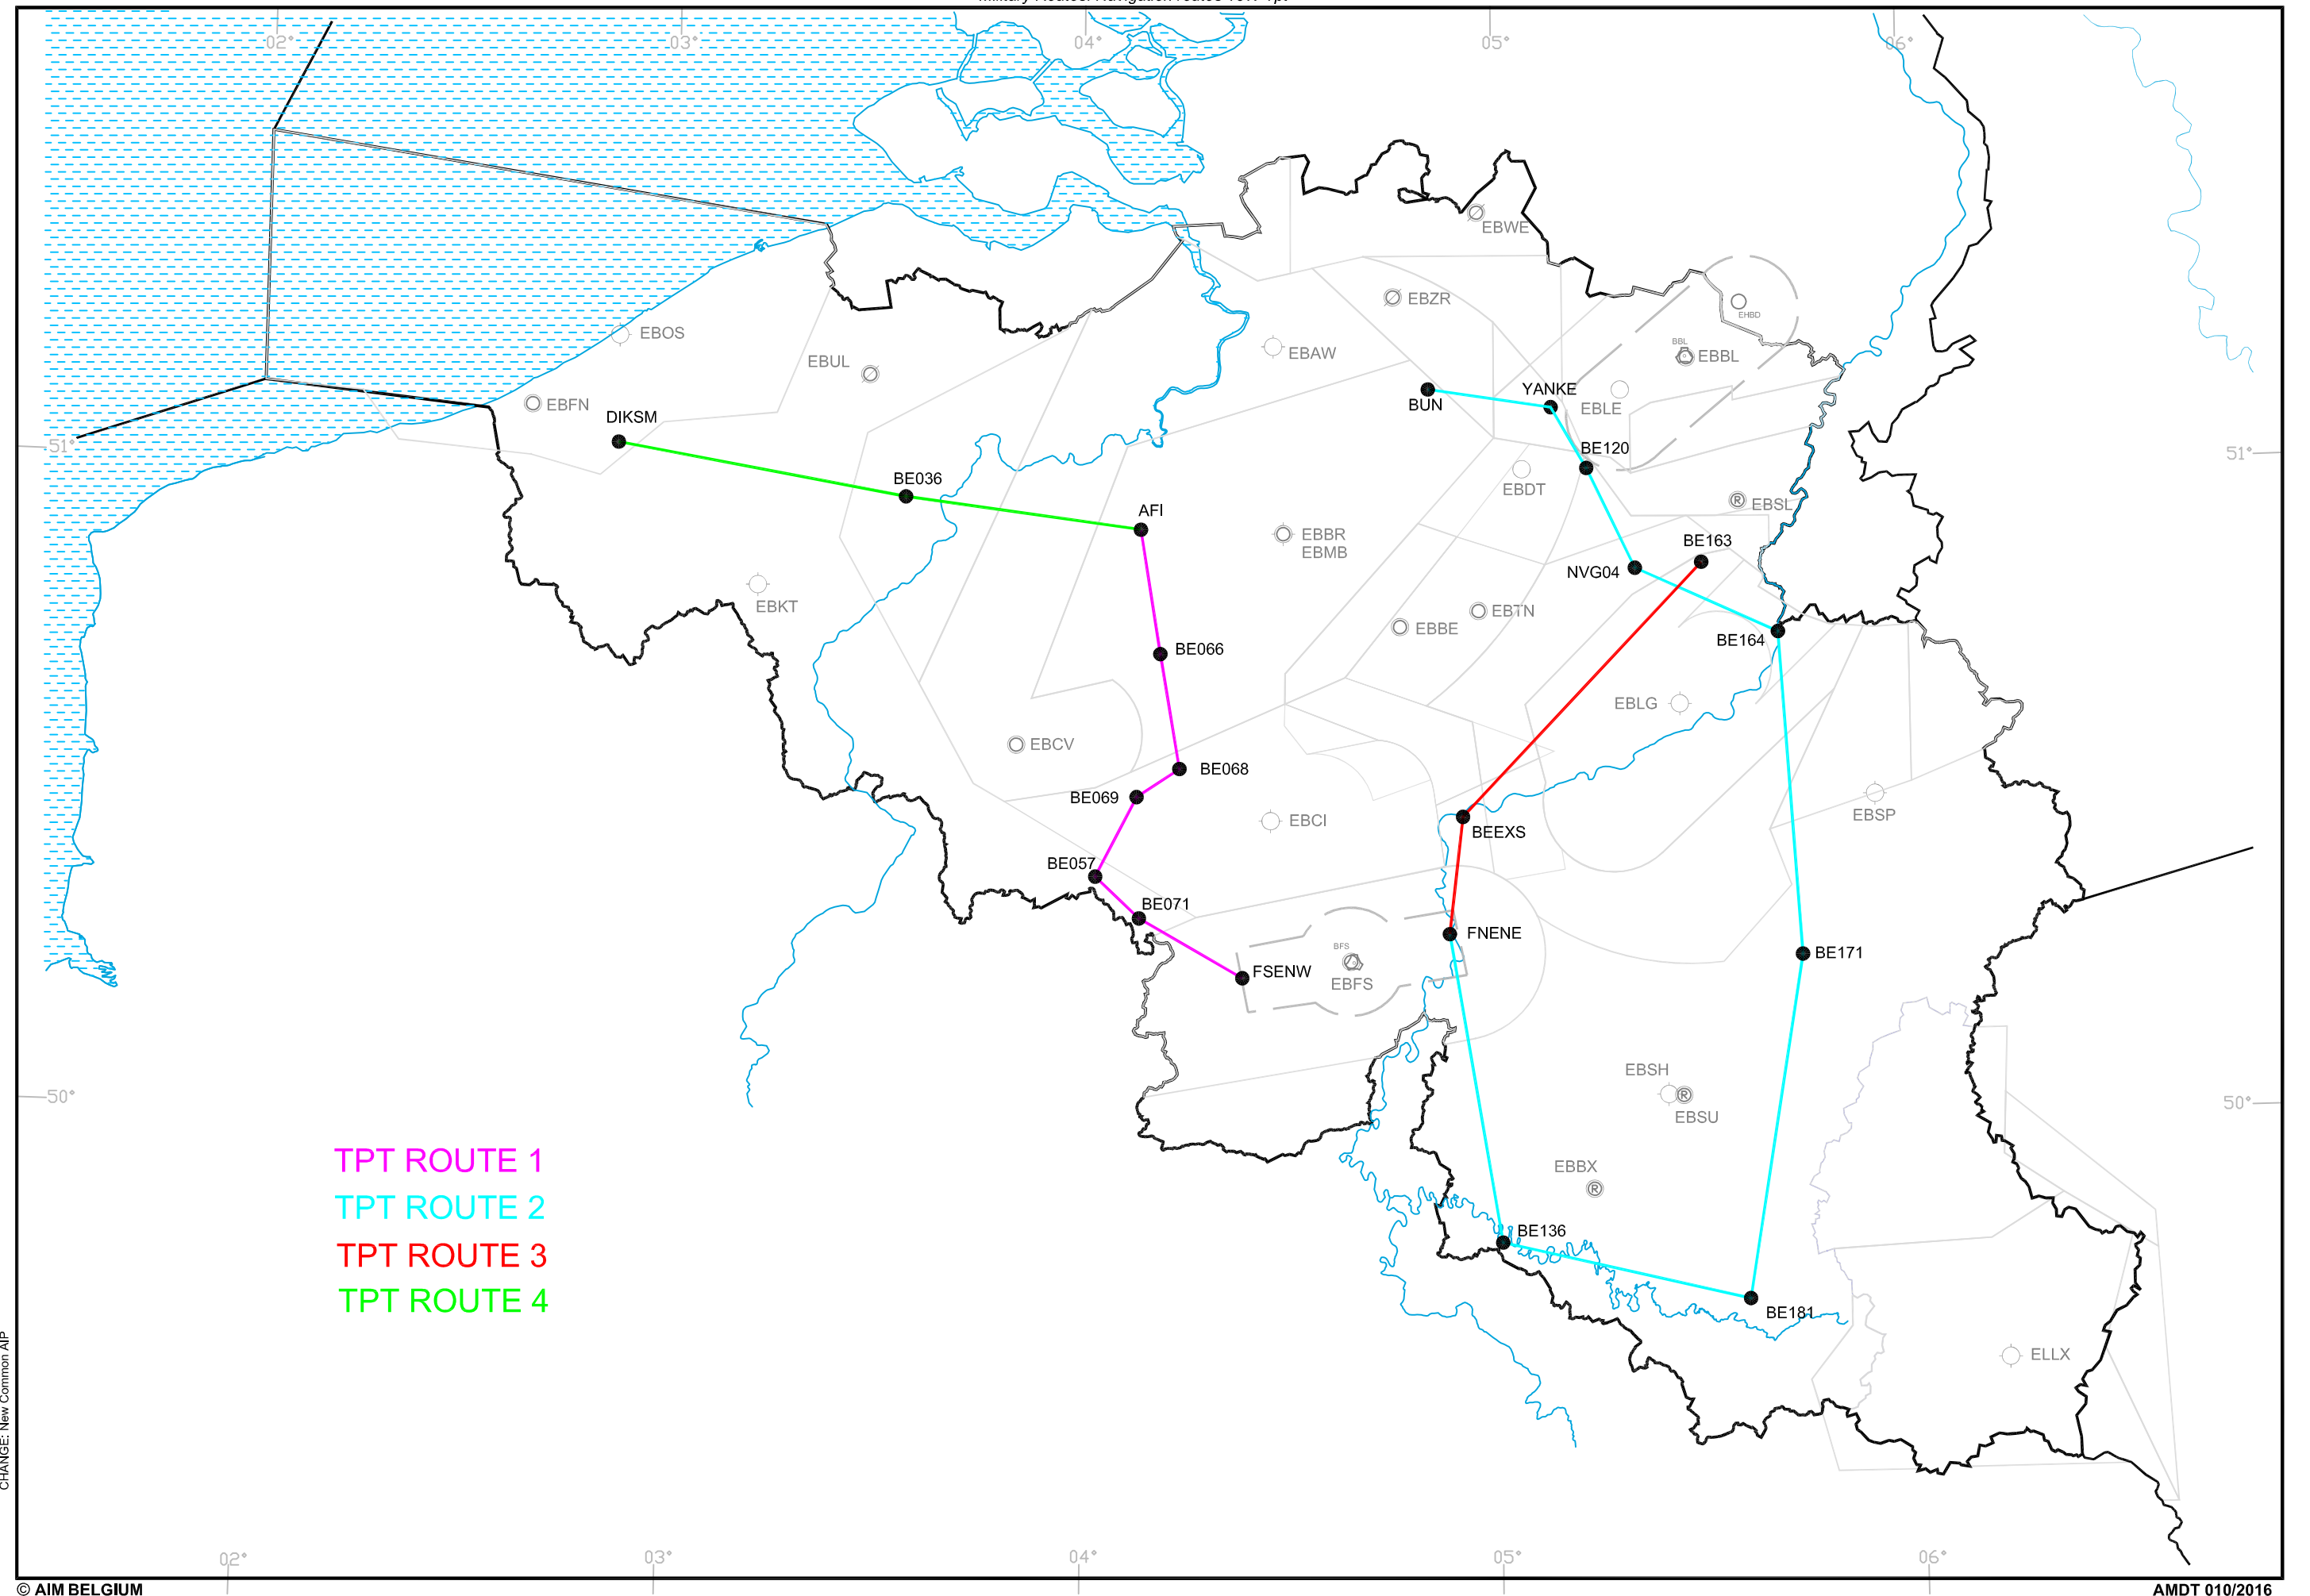 02°
03°
04°
05°
06°
EBWE
EBZR
EHBD
EBOS
EBAW
BBL
EBBL
EBUL
EBFN
YANKE
EBLE
BUN
DIKSM
51°
BE120
51°
BE036
EBDT
EBSL
AFI
EBBR
EBMB
BE163
NVG04
EBKT
EBTN
EBBE
BE164
BE066
EBLG
EBCV
BE068
BE069
EBCI
EBSP
BEEXS
BE057
BE071
FNENE
BFS
BE171
FSENW
EBFS
EBSH
50°
50°
EBSU
TPT ROUTE 1
EBBX
TPT ROUTE 2
BE136
TPT ROUTE 3
TPT ROUTE 4
BE181
ELLX
CHANGE: New Common AIP
02°
03°
04°
05°
06°
© AIM BELGIUM
AMDT 010/2016